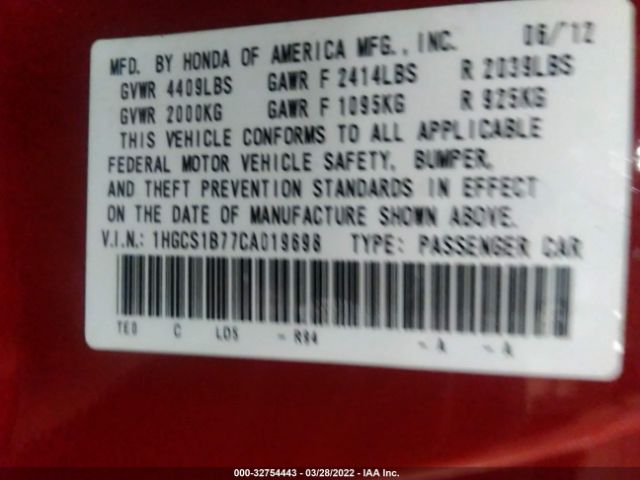 MFD. BY HONDA OF AMERICA MFG., INC. 06/12
GVWR 4409LBS GAWR F 2414LBS R 2039LBS
GVWR 2000KG GAWR F 1095KG R 925KG
THIS VEHICLE CONFORMS TO ALL APPLICABLE
FEDERAL MOTOR VEHICLE SAFETY, BUMPER,
AND THEFT PREVENTION STANDARDS IN EFFECT
ON THE DATE OF MANUFACTURE SHOWN ABOVE.
V.I.N.: 1HGCS1B77CA019698 TYPE: PASSENGER CAR
TE0 C LDS - R94 - A - A
000-32754443 - 03/28/2022 - IAA Inc.